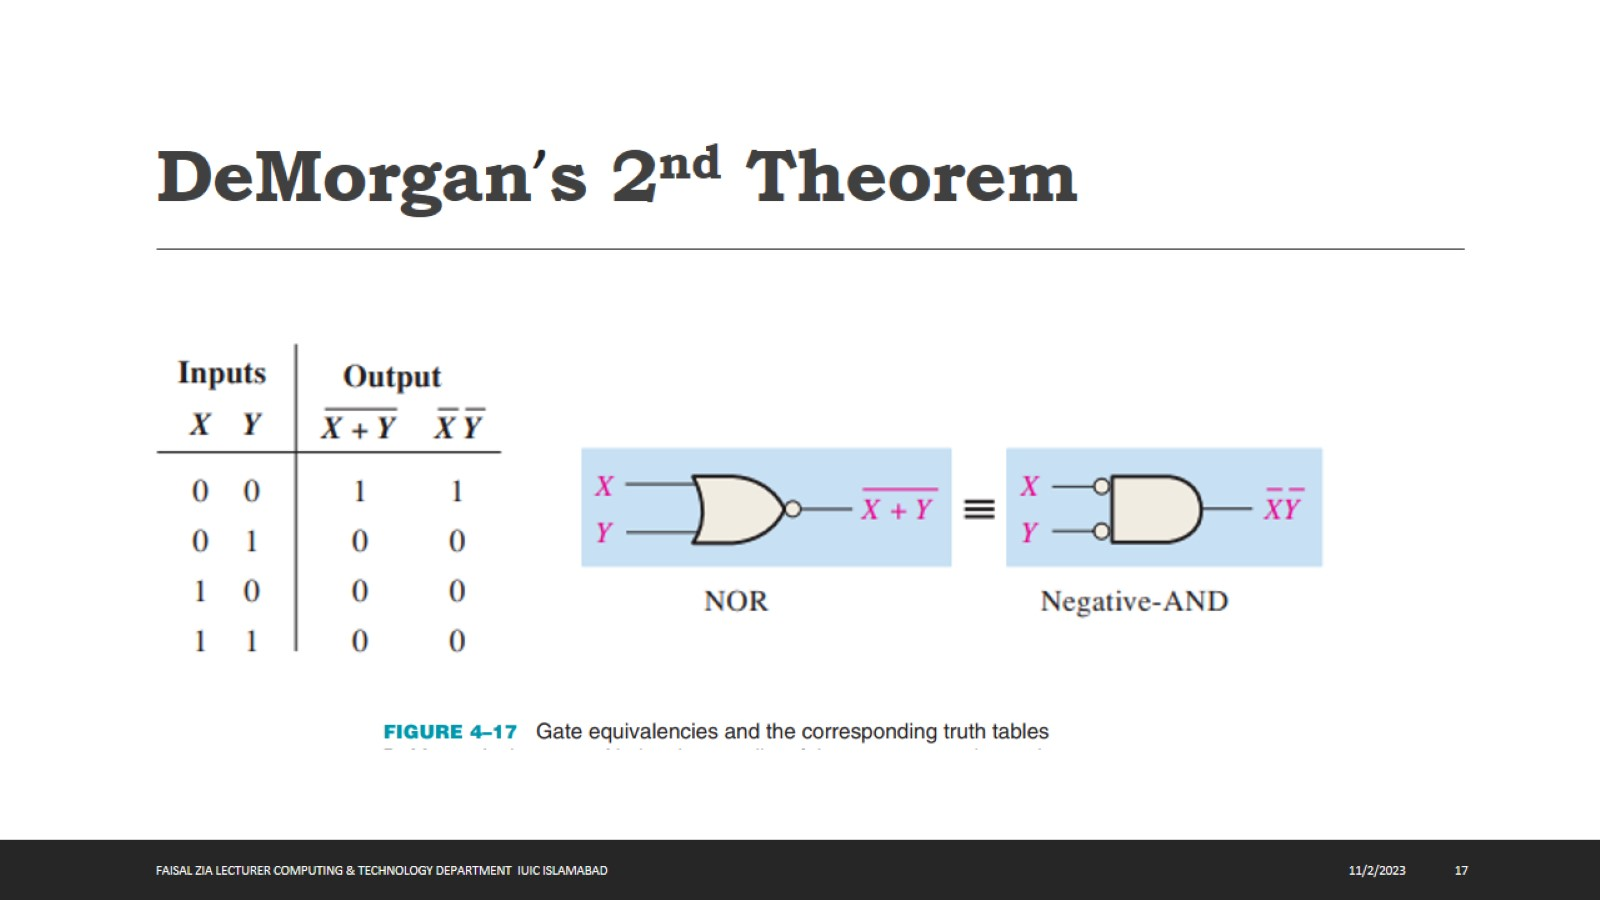 DeMorgan’s 2nd Theorem
Inputs Output
X Y X̅ ̅+̅ ̅Y̅ X̅ Y̅
0 0 1 1
0 1 0 0
1 0 0 0
1 1 0 0
X
Y
X̅ ̅+̅ ̅Y̅
NOR
≡
X
Y
X̅Y̅
Negative-AND
FIGURE 4–17 Gate equivalencies and the corresponding truth tables
FAISAL ZIA LECTURER COMPUTING & TECHNOLOGY DEPARTMENT IUIC ISLAMABAD 11/2/2023 17